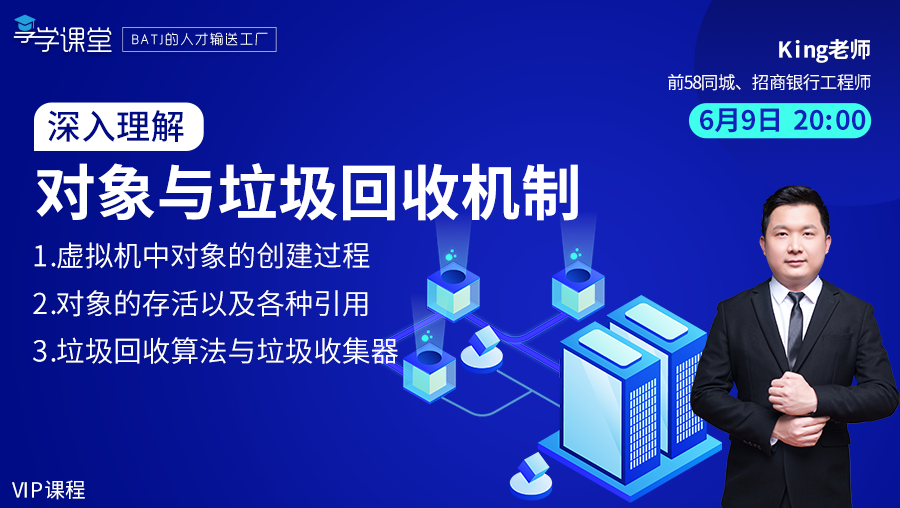 享学课堂
BATJ的人才输送工厂
King老师
前58同城、招商银行工程师
6月9日 20:00
深入理解
对象与垃圾回收机制
1.虚拟机中对象的创建过程
2.对象的存活以及各种引用
3.垃圾回收算法与垃圾收集器
VIP课程